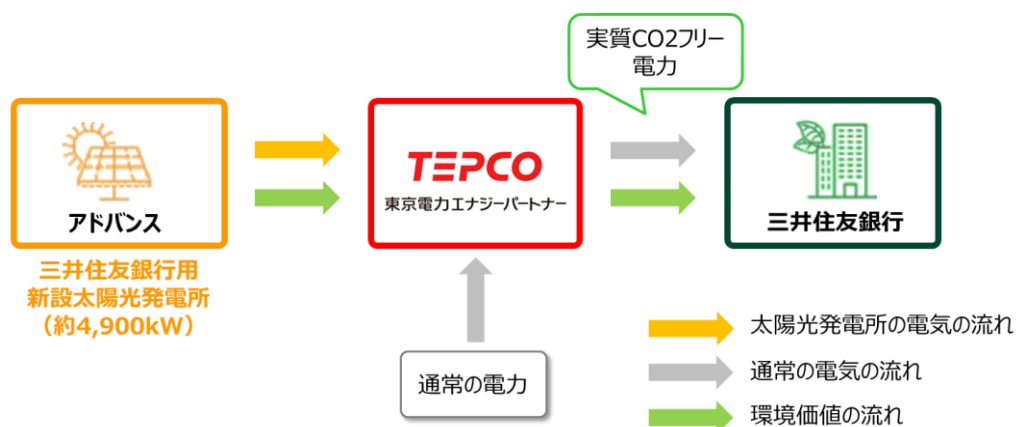 実質CO2フリー
電力
アドバンス
TEPCO
東京電力エナジーパートナー
三井住友銀行
三井住友銀行用
新設太陽光発電所
（約4,900kW）
通常の電力
太陽光発電所の電気の流れ
通常の電気の流れ
環境価値の流れ